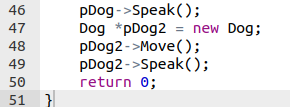 46 pDog->Speak();
47 Dog *pDog2 = new Dog;
48 pDog2->Move();
49 pDog2->Speak();
50 return 0;
51 }